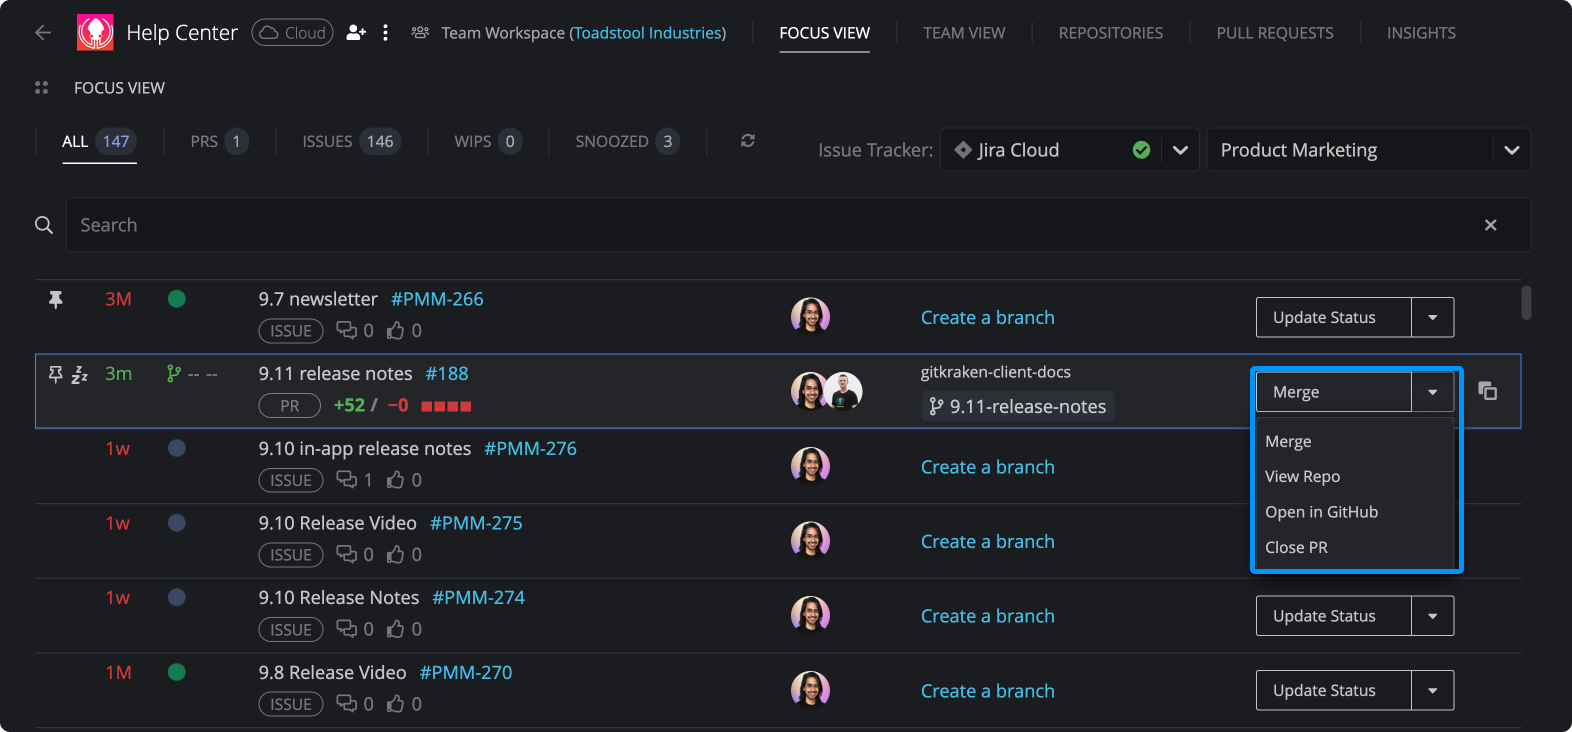 Help Center Cloud Team Workspace (Toadstool Industries) FOCUS VIEW TEAM VIEW REPOSITORIES PULL REQUESTS INSIGHTS
FOCUS VIEW
ALL 147 PRS 1 ISSUES 146 WIPS 0 SNOOZED 3
Issue Tracker: Jira Cloud Product Marketing
Search
3M 9.7 newsletter #PMM-266
ISSUE 0 0
Create a branch
Update Status
3m -- -- 9.11 release notes #188
PR +52 / −0
gitkraken-client-docs
9.11-release-notes
Merge
Merge
View Repo
Open in GitHub
Close PR
1w 9.10 in-app release notes #PMM-276
ISSUE 1 0
Create a branch
1w 9.10 Release Video #PMM-275
ISSUE 0 0
Create a branch
1w 9.10 Release Notes #PMM-274
ISSUE 0 0
Create a branch
Update Status
1M 9.8 Release Video #PMM-270
ISSUE 0 0
Create a branch
Update Status